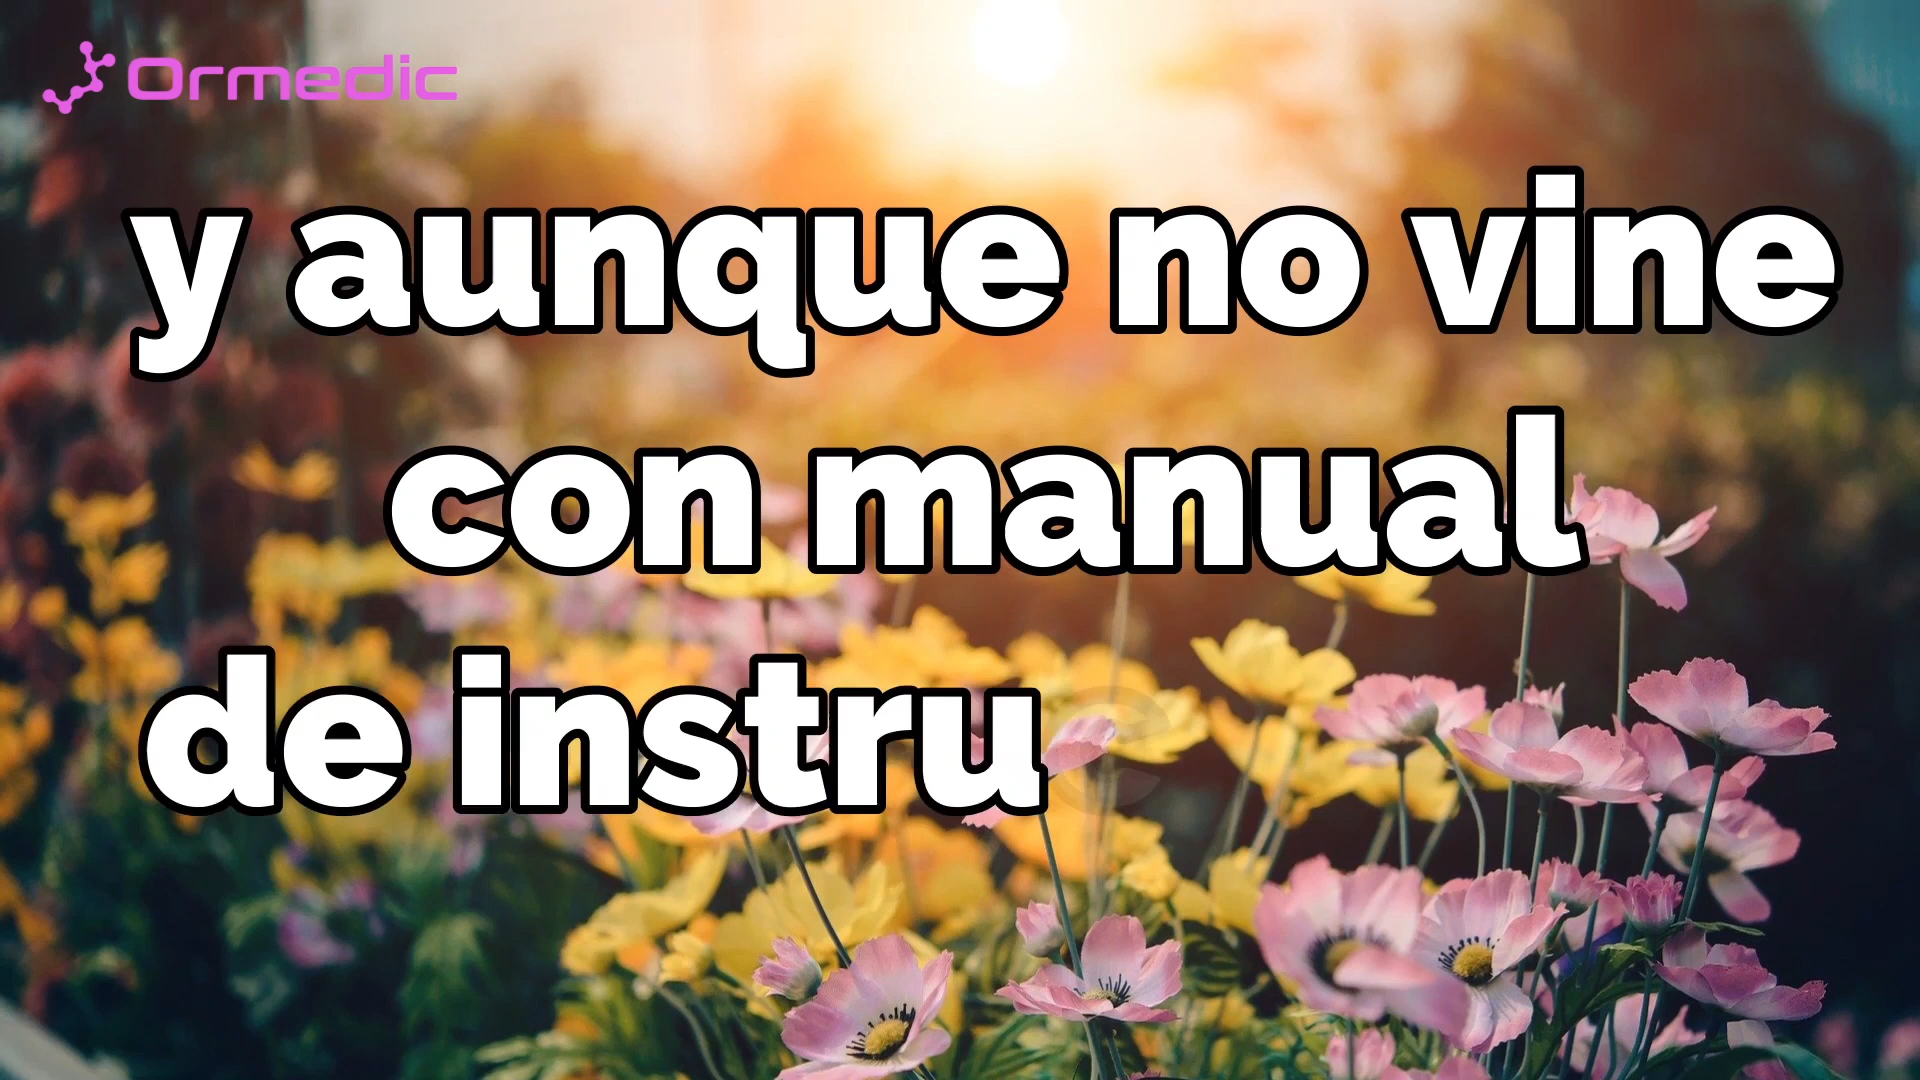 Ormedic
y aunque no vine
con manual
de instru